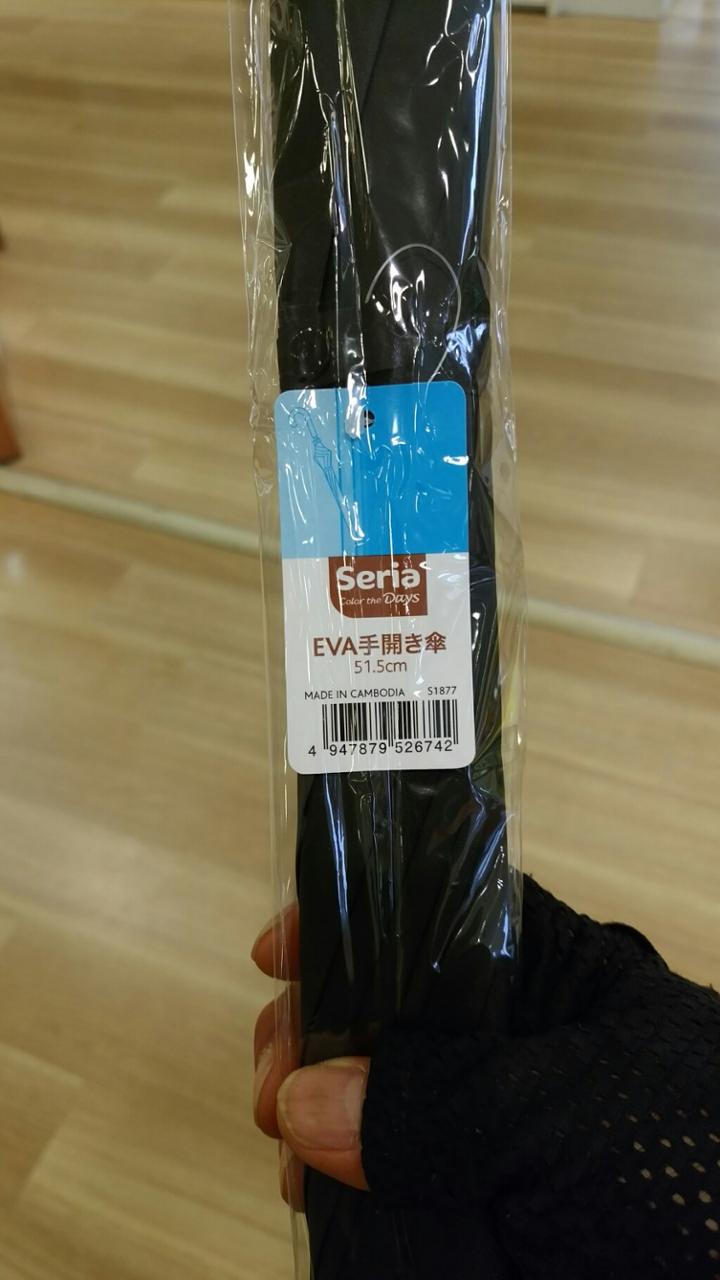 Seria
Color the Days
EVA手開き傘
51.5cm
MADE IN CAMBODIA S1877
4 947879 526742